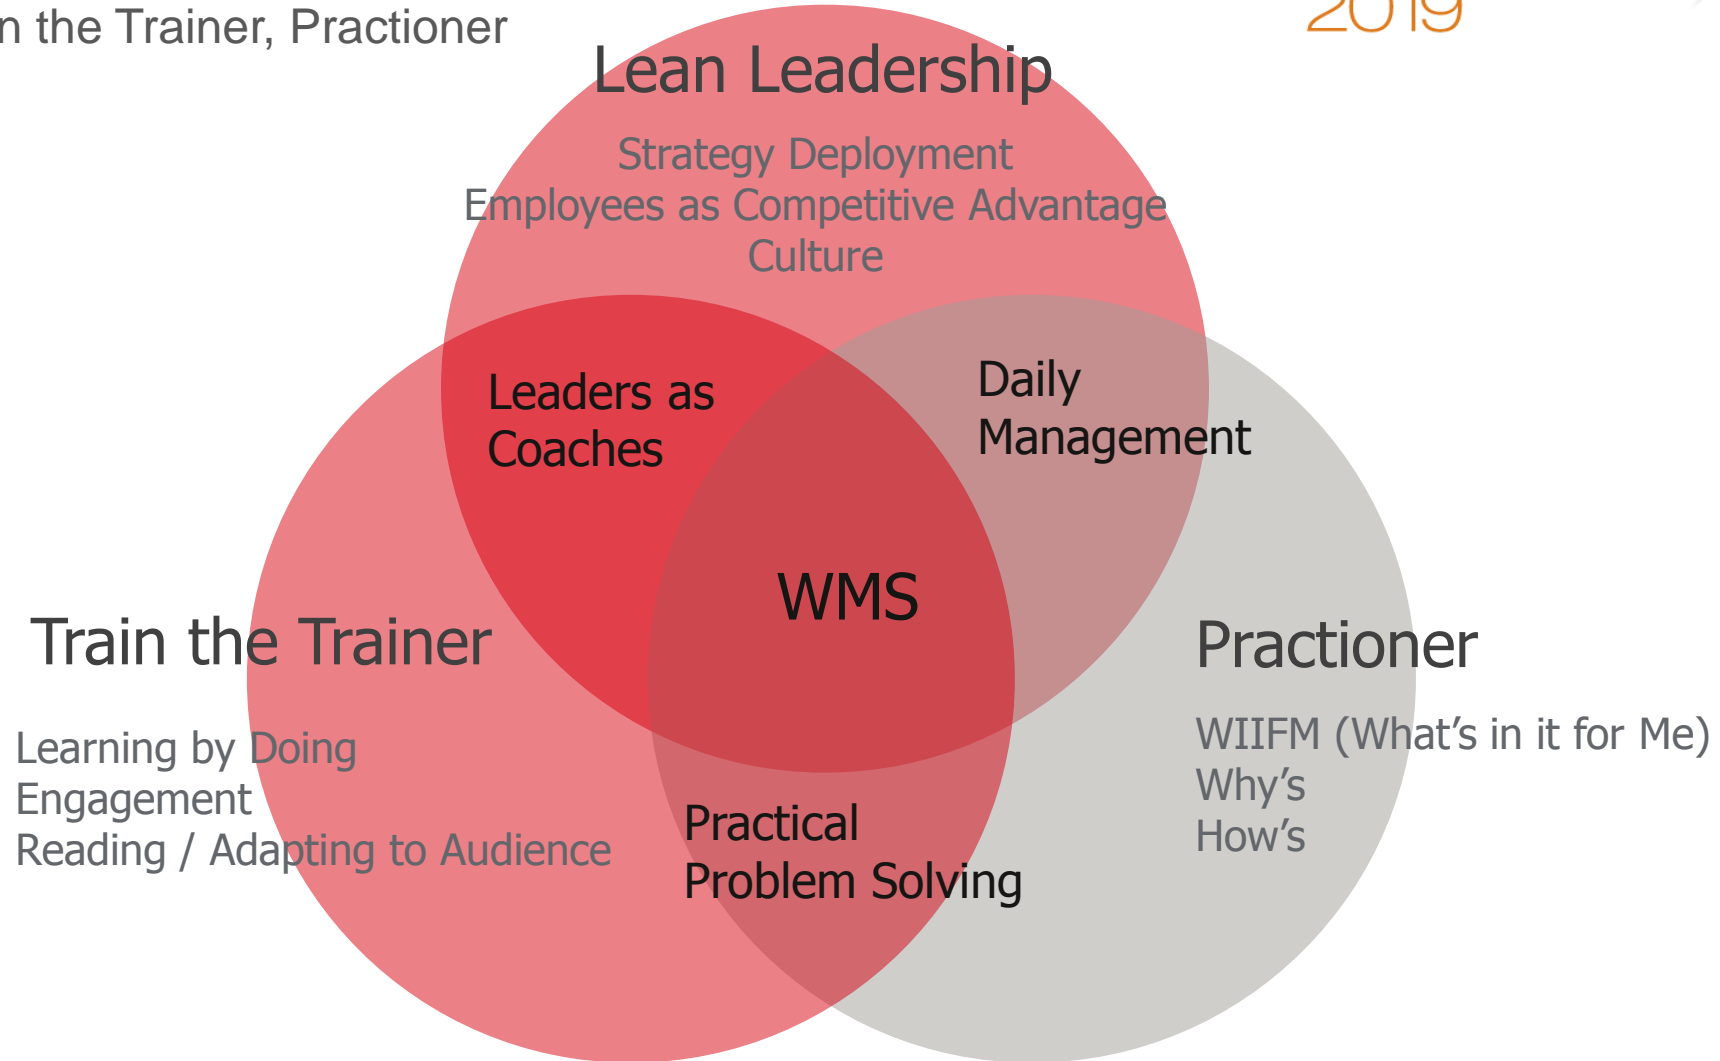 n the Trainer, Practioner
2019
Lean Leadership
Strategy Deployment
Employees as Competitive Advantage
Culture
Leaders as
Coaches
Daily
Management
WMS
Train the Trainer
Learning by Doing
Engagement
Reading / Adapting to Audience
Practioner
WIIFM (What’s in it for Me)
Why’s
How’s
Practical
Problem Solving